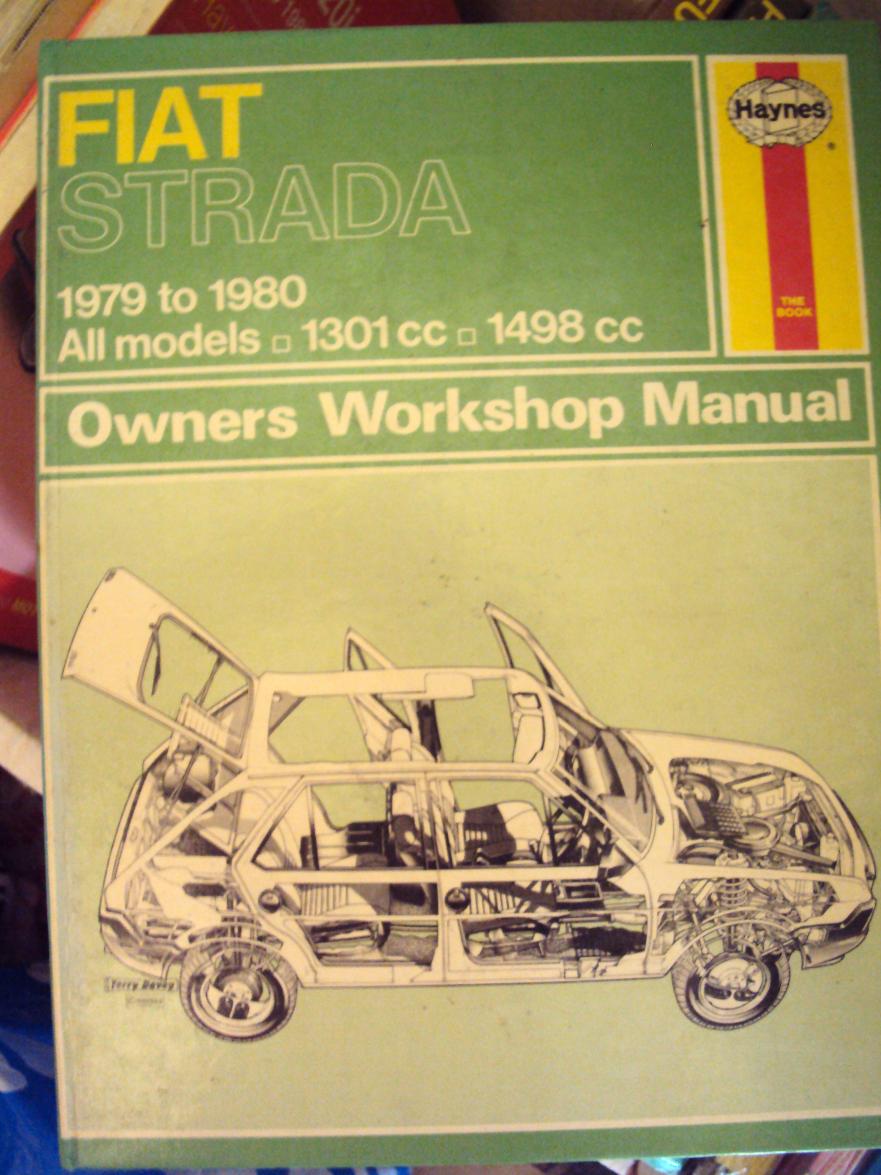 FIAT
STRADA
1979 to 1980
All models □ 1301 cc □ 1498 cc
Haynes
THE
BOOK
Owners Workshop Manual
Terry Davey